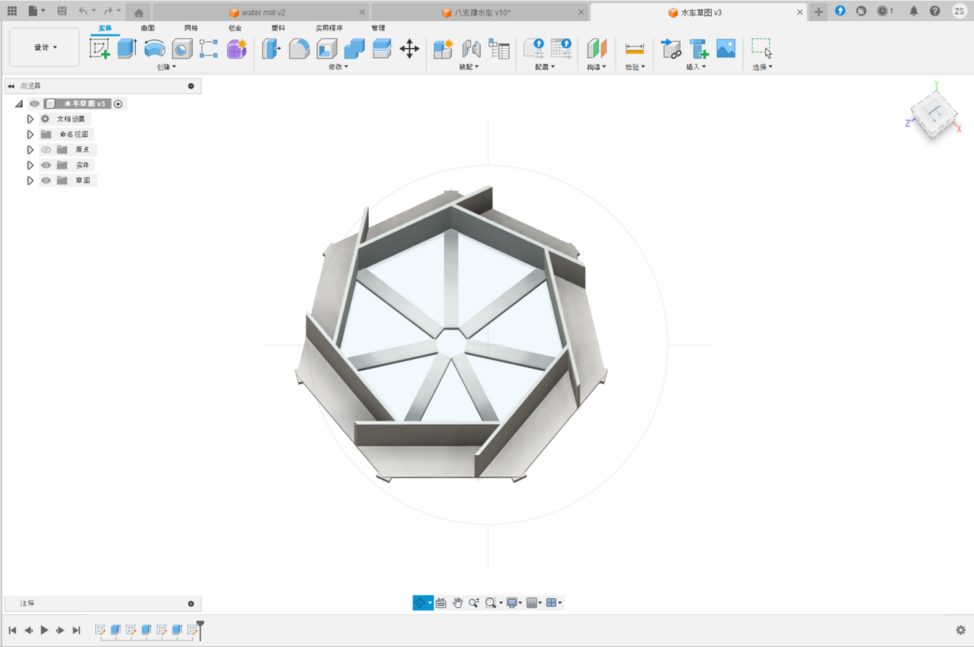 water mill v2
八支撑水车 v10*
水车草图 v3
1
ZS
设计
实体 曲面 网格 钣金 塑料 实用程序 管理
创建 修改 装配 配置 构造 检验 插入 选择
浏览器
水车草图 v3
文档设置
命名视图
原点
实体
草图
Y
Z
X
注释